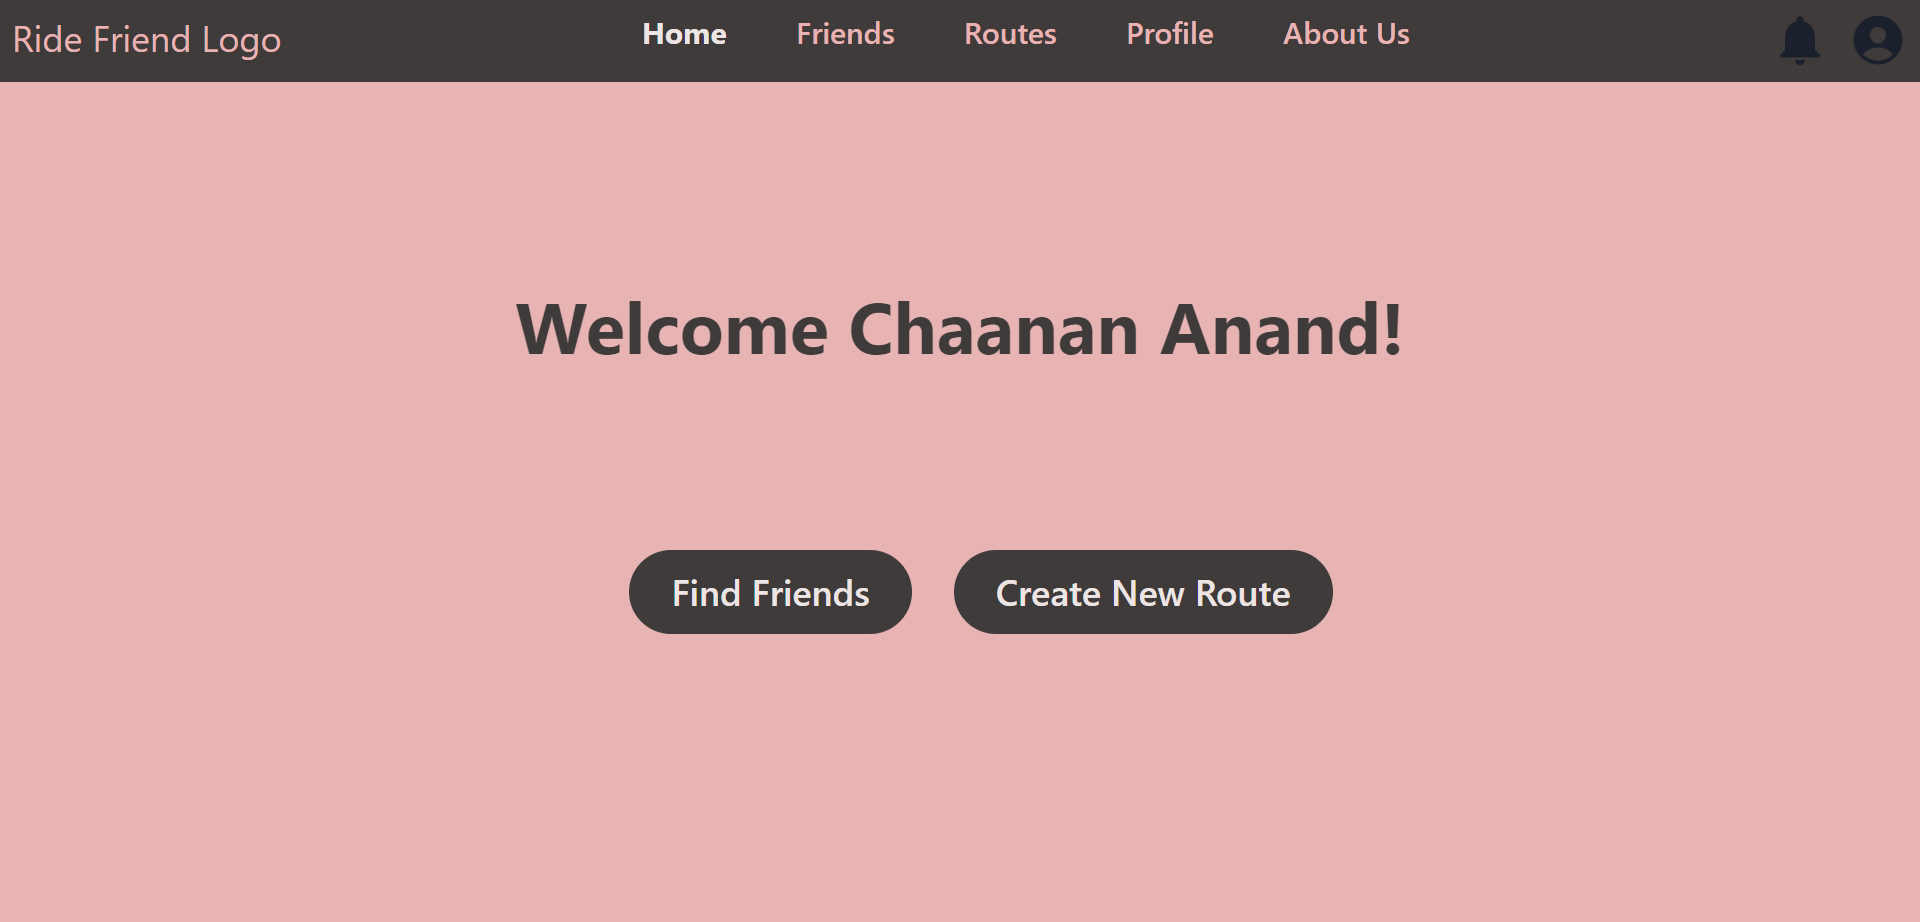 Ride Friend Logo
Home Friends Routes Profile About Us
Welcome Chaanan Anand!
Find Friends Create New Route